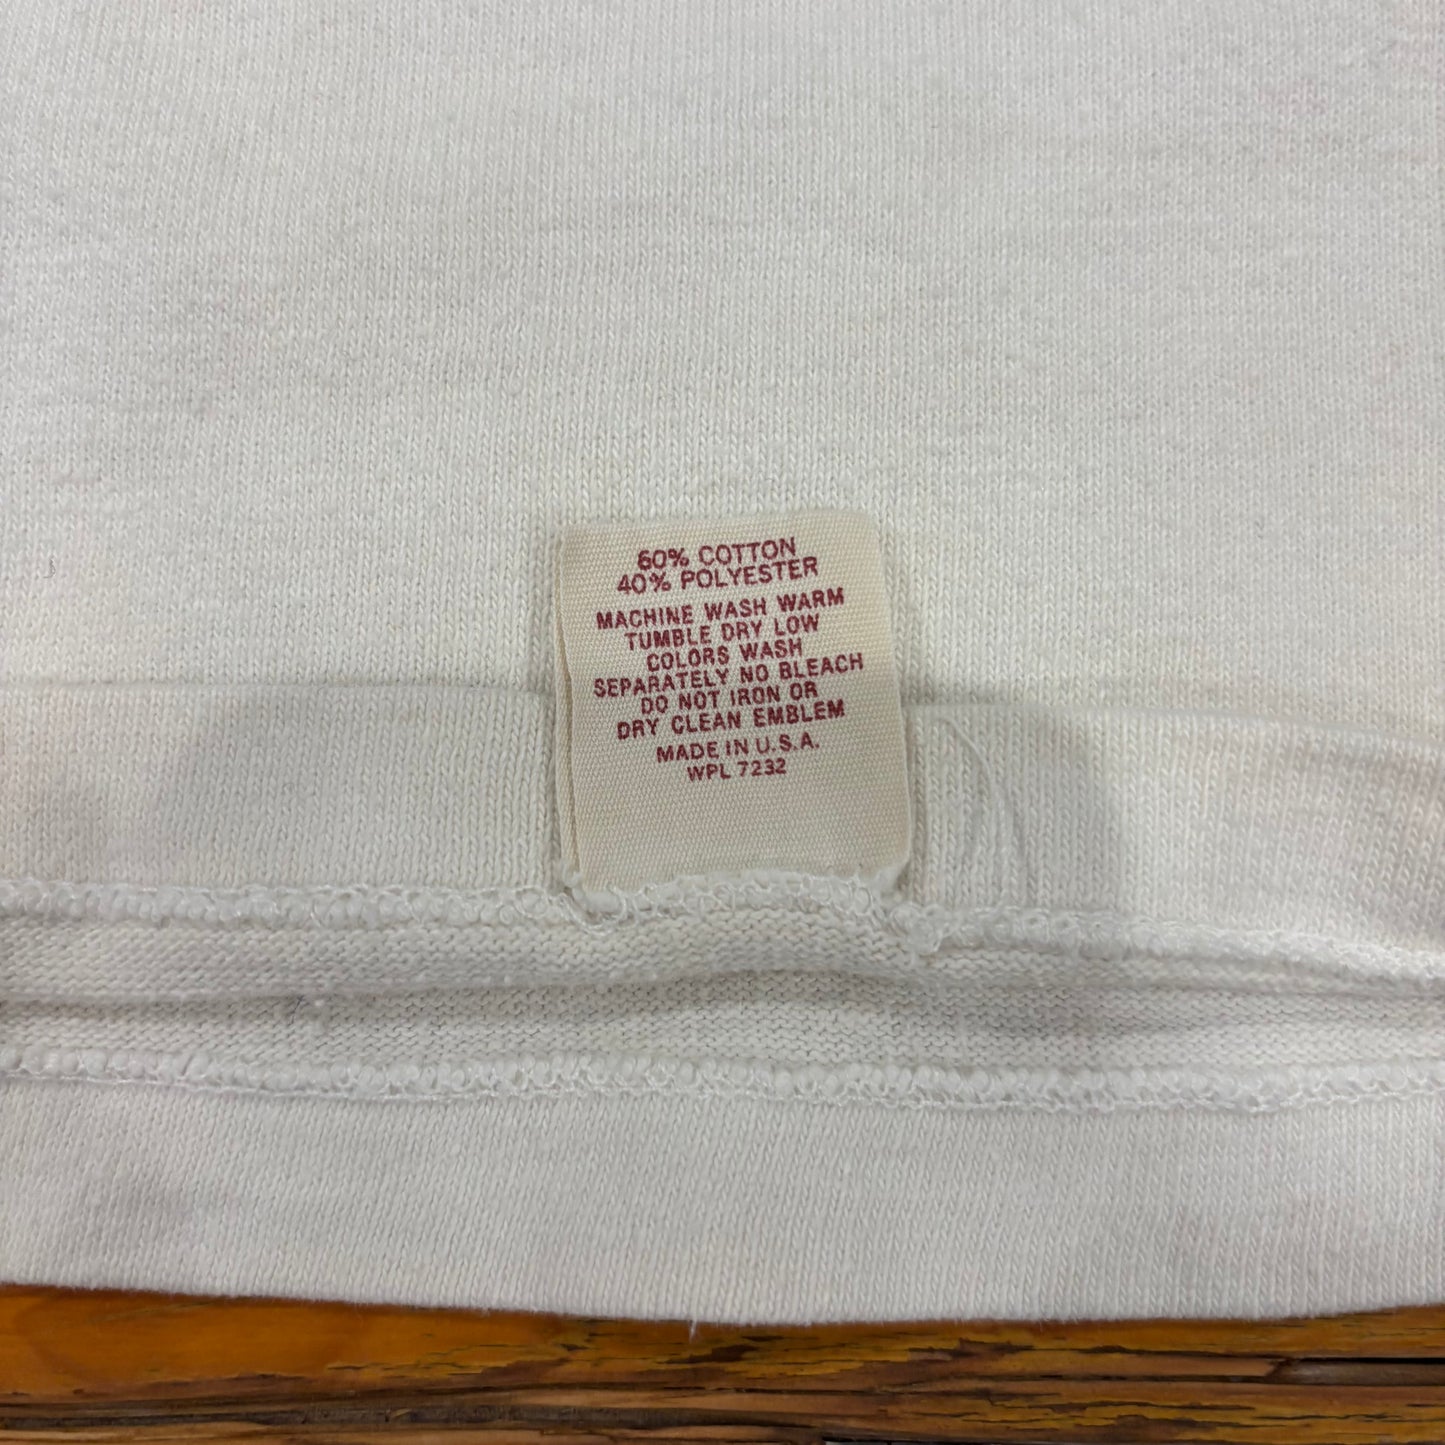 60% COTTON
40% POLYESTER
MACHINE WASH WARM
TUMBLE DRY LOW
COLORS WASH
SEPARATELY NO BLEACH
DO NOT IRON OR
DRY CLEAN EMBLEM
MADE IN U.S.A.
WPL 7232